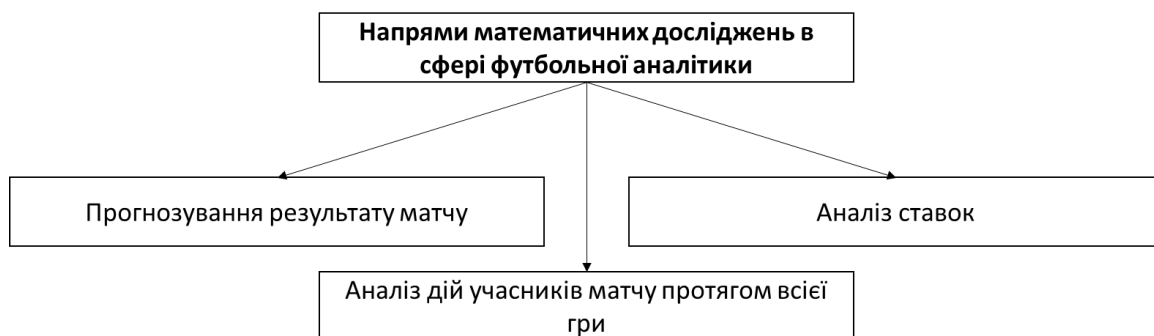 Напрями математичних досліджень в
сфері футбольної аналітики
Прогнозування результату матчу
Аналіз ставок
Аналіз дій учасників матчу протягом всієї
гри